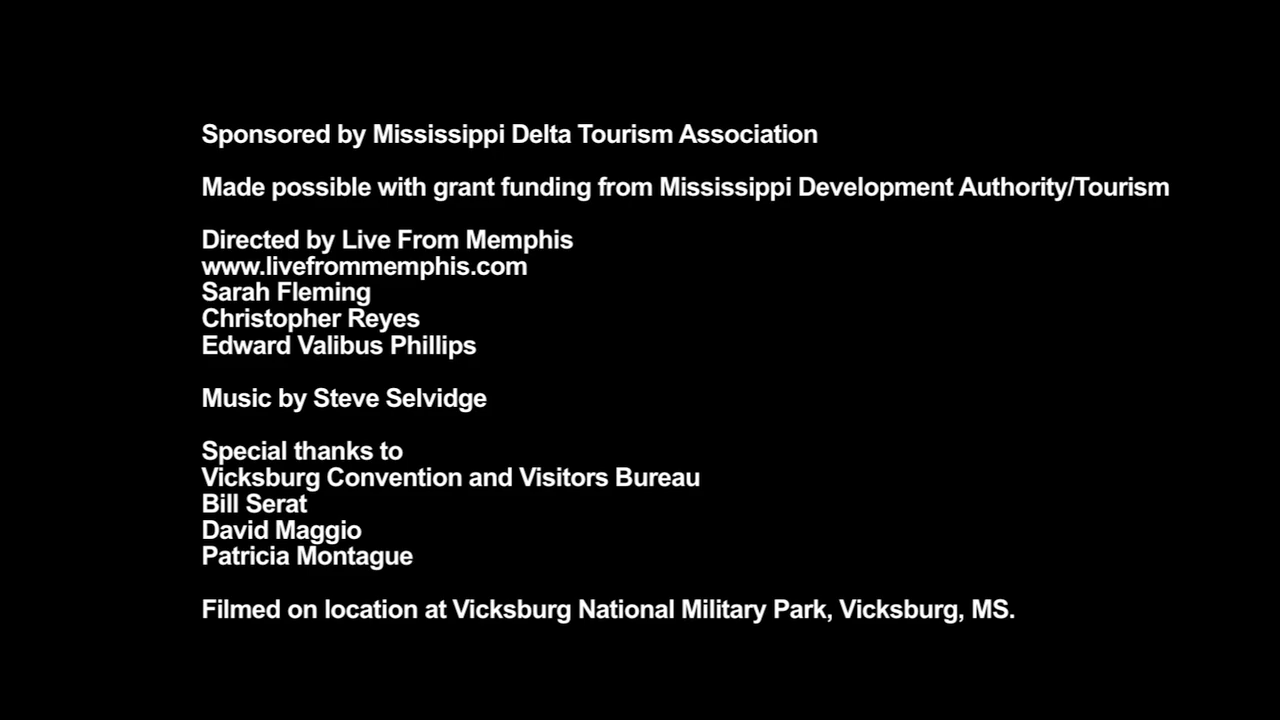 Sponsored by Mississippi Delta Tourism Association
Made possible with grant funding from Mississippi Development Authority/Tourism
Directed by Live From Memphis
www.livefrommemphis.com
Sarah Fleming
Christopher Reyes
Edward Valibus Phillips
Music by Steve Selvidge
Special thanks to
Vicksburg Convention and Visitors Bureau
Bill Serat
David Maggio
Patricia Montague
Filmed on location at Vicksburg National Military Park, Vicksburg, MS.